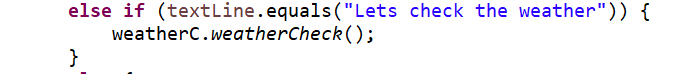 else if (textLine.equals("Lets check the weather")) {
weatherC.weatherCheck();
}